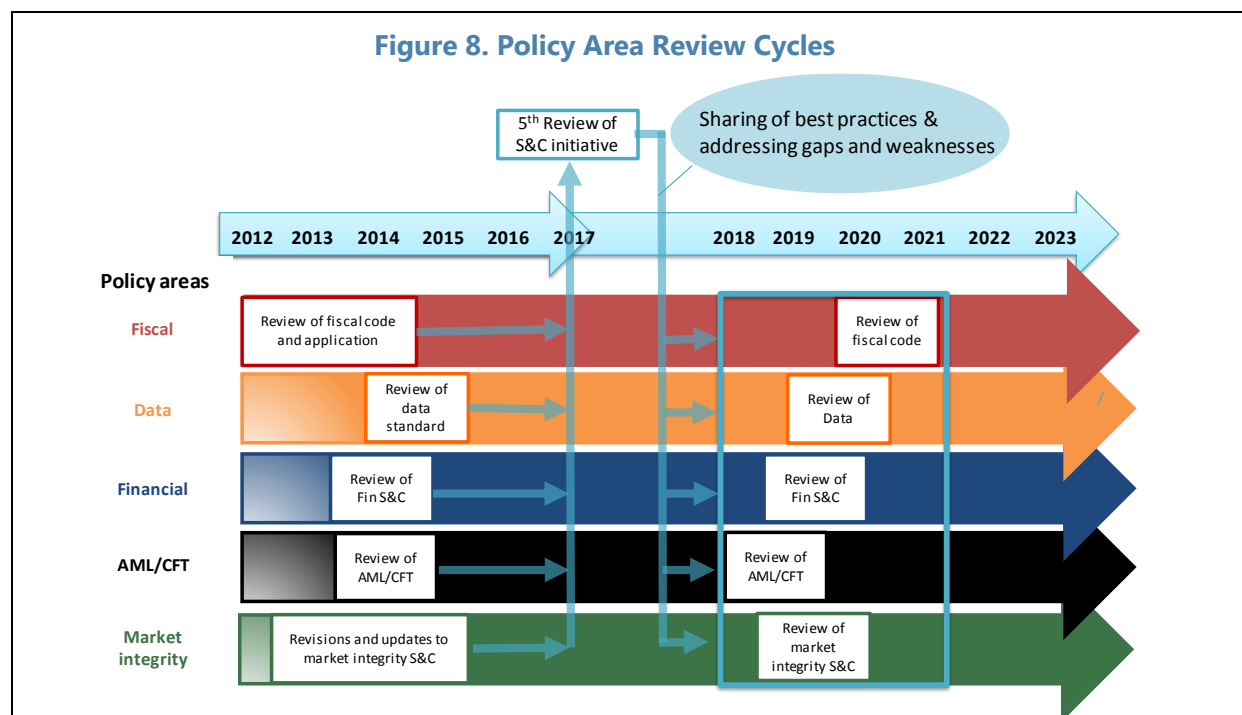 Figure 8. Policy Area Review Cycles
5th Review of
S&C initiative
Sharing of best practices &
addressing gaps and weaknesses
2012 2013 2014 2015 2016 2017 2018 2019 2020 2021 2022 2023
Policy areas
Fiscal
Review of fiscal code
and application
Review of
fiscal code
Data
Review of
data
standard
Review of
Data
Financial
Review of
Fin S&C
Review of
Fin S&C
AML/CFT
Review of
AML/CFT
Review of
AML/CFT
Market
integrity
Revisions and updates to
market integrity S&C
Review of
market
integrity S&C